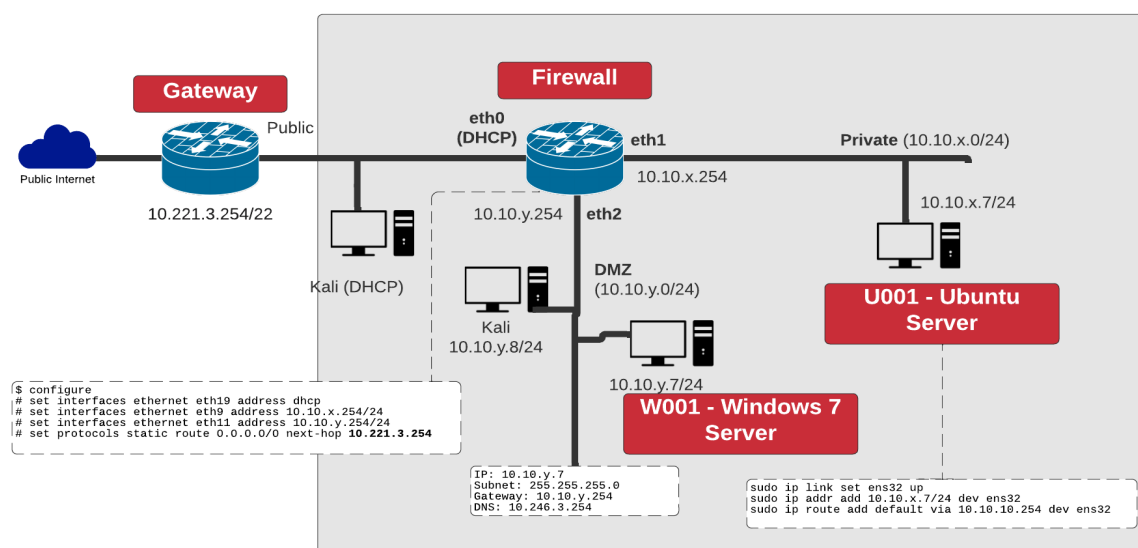 Gateway
Firewall
Public
eth0
(DHCP)
eth1
Private (10.10.x.0/24)
Public Internet
10.221.3.254/22
10.10.x.254
10.10.y.254
eth2
10.10.x.7/24
Kali (DHCP)
DMZ
(10.10.y.0/24)
Kali
10.10.y.8/24
U001 - Ubuntu
Server
10.10.y.7/24
W001 - Windows 7
Server
$ configure
# set interfaces ethernet eth19 address dhcp
# set interfaces ethernet eth9 address 10.10.x.254/24
# set interfaces ethernet eth11 address 10.10.y.254/24
# set protocols static route 0.0.0.0/0 next-hop 10.221.3.254
IP: 10.10.y.7
Subnet: 255.255.255.0
Gateway: 10.10.y.254
DNS: 10.246.3.254
sudo ip link set ens32 up
sudo ip addr add 10.10.x.7/24 dev ens32
sudo ip route add default via 10.10.10.254 dev ens32